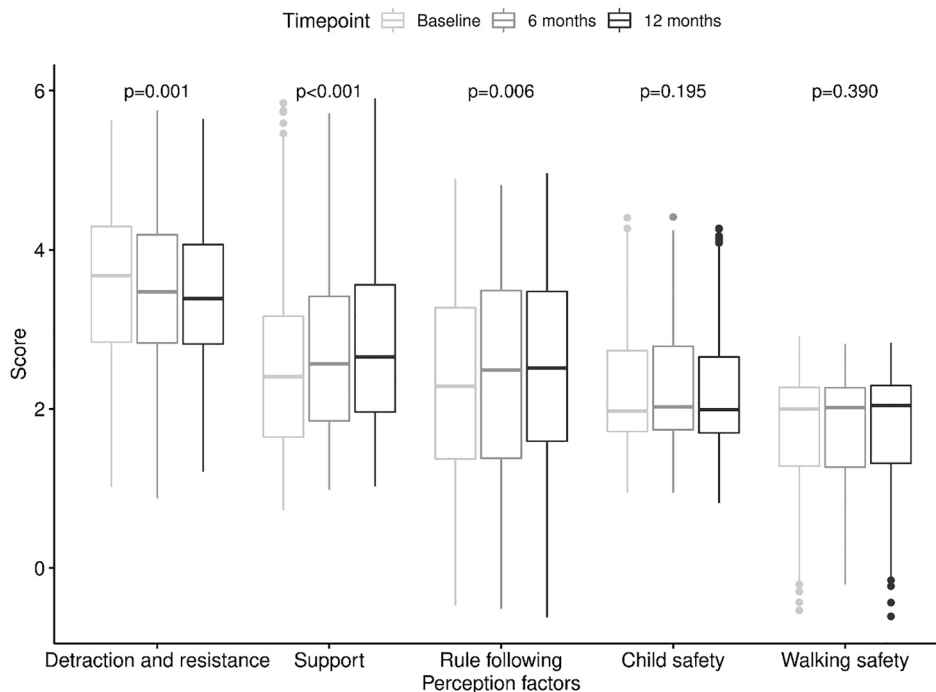 Timepoint Baseline 6 months 12 months
p=0.001 p<0.001 p=0.006 p=0.195 p=0.390
6
4
2
0
Score
Detraction and resistance Support Rule following Child safety Walking safety
Perception factors